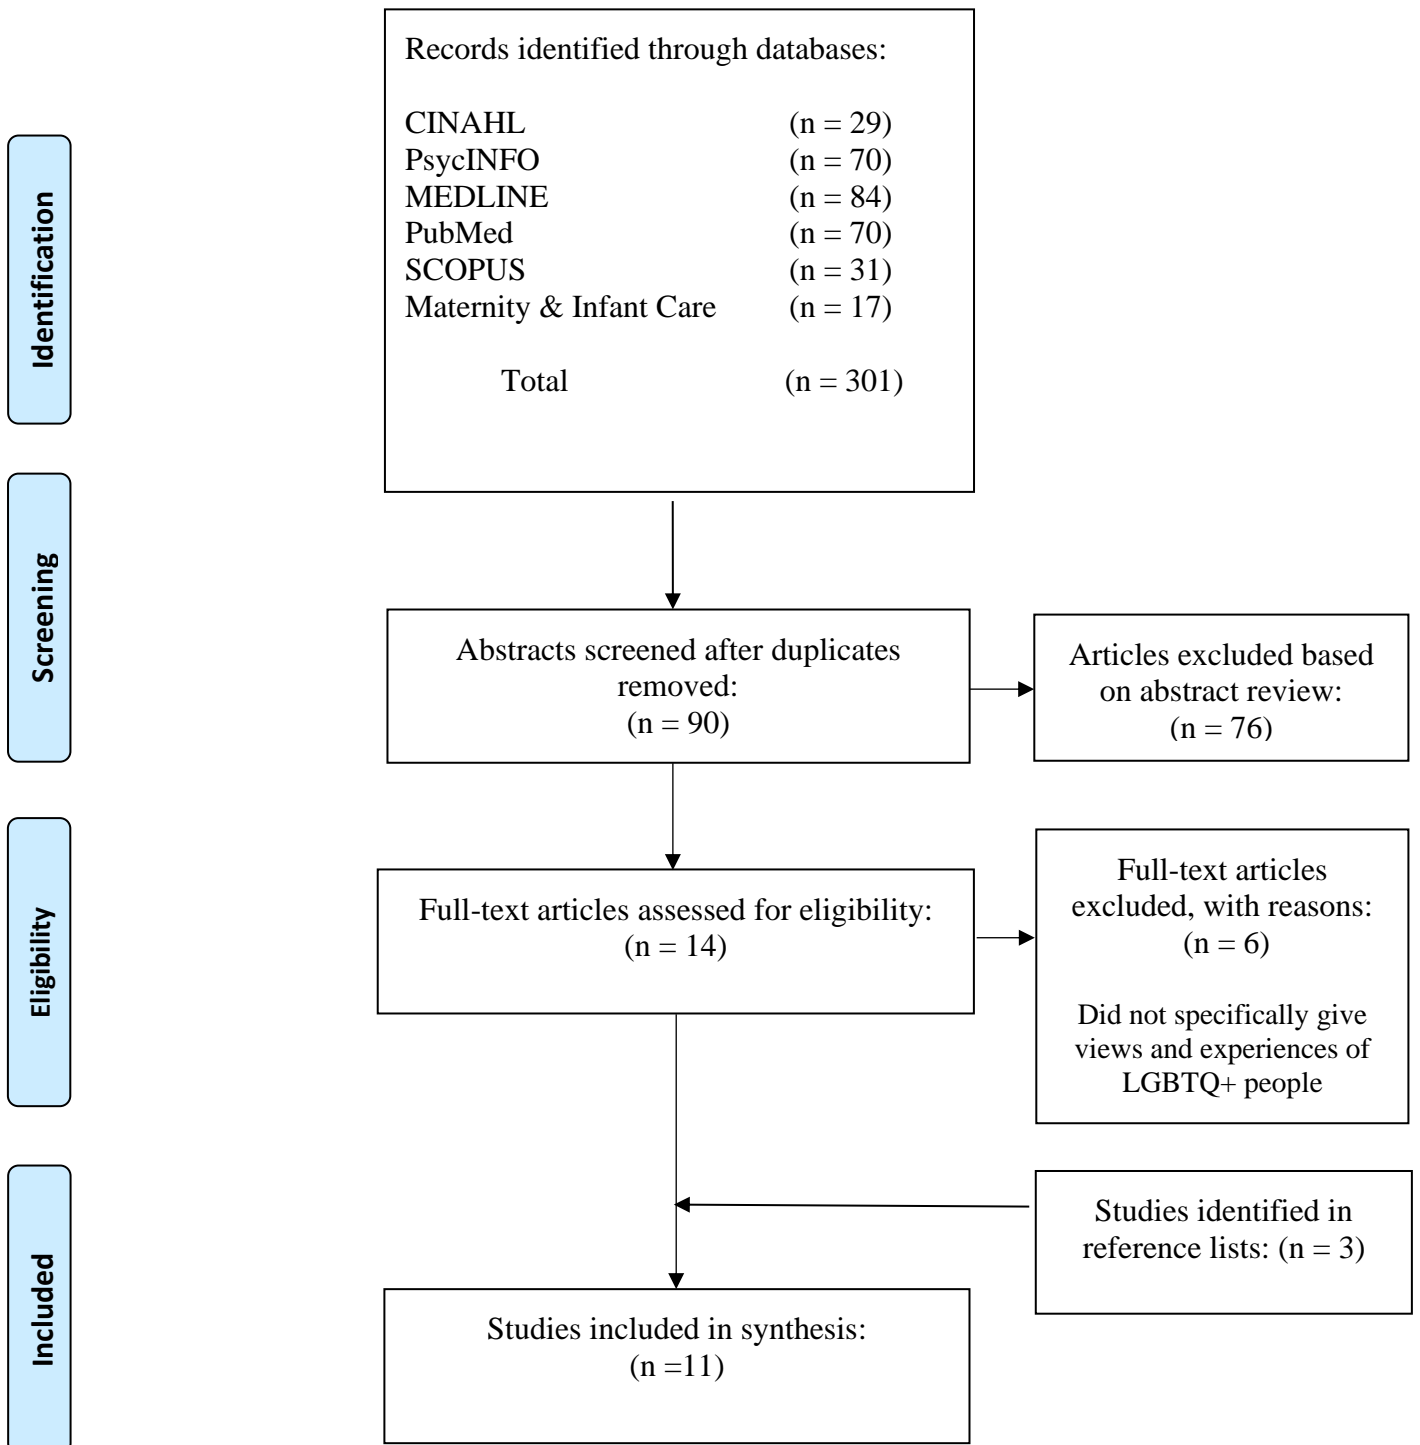 Records identified through databases:
CINAHL (n = 29)
PsycINFO (n = 70)
MEDLINE (n = 84)
PubMed (n = 70)
SCOPUS (n = 31)
Maternity & Infant Care (n = 17)
Total (n = 301)
Identification
Screening
Abstracts screened after duplicates
removed:
(n = 90)
Articles excluded based
on abstract review:
(n = 76)
Eligibility
Full-text articles assessed for eligibility:
(n = 14)
Full-text articles
excluded, with reasons:
(n = 6)
Did not specifically give
views and experiences of
LGBTQ+ people
Studies identified in
reference lists: (n = 3)
Included
Studies included in synthesis:
(n =11)